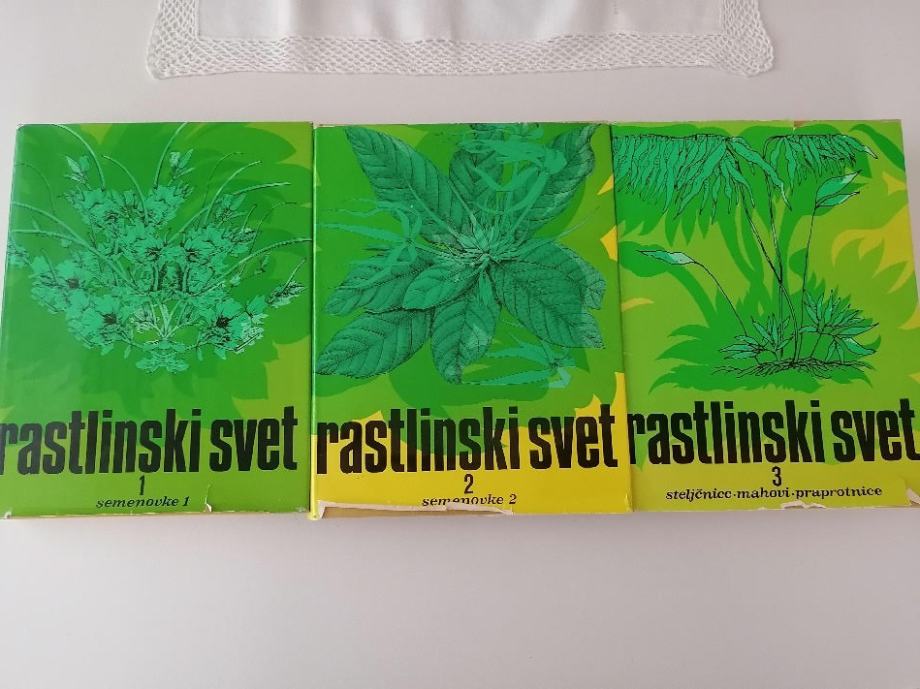 rastlinski svet
1
semenovke 1
rastlinski svet
2
semenovke 2
rastlinski svet
3
steljčnice·mahovi·praprotnice